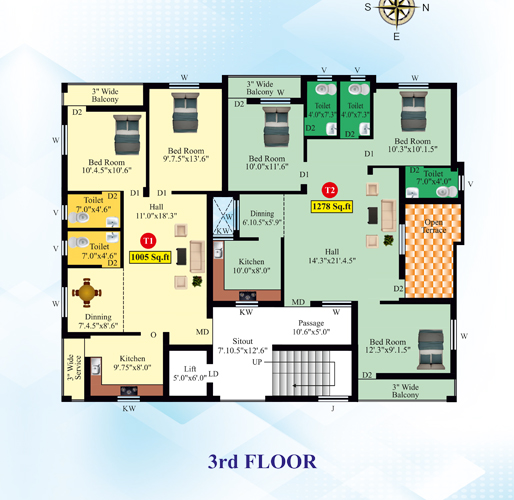 S
N
E
W
W
V
V
W
3" Wide
Balcony
3" Wide
Balcony
W
D2
Bed Room
10'.4.5"x10'.6"
Bed Room
9'.7.5"x13'.6"
D2
Bed Room
10'.0"x11'.6"
Toilet
4'.0"x7'.3"
D2
Toilet
4'.0"x7'.3"
D2
Bed Room
10'.3"x10'.1.5"
W
D1
D1
D1
D1
V
Toilet
7'.0"x4'.6"
D2
Hall
11'.0"x18'.3"
W
KW
Dining
6'.10.5"x5'.9"
T2
1278 Sq.ft
Toilet
7'.0"x4'.0"
V
D2
V
Toilet
7'.0"x4'.6"
D2
T1
1005 Sq.ft
Open
Terrace
Kitchen
10'.0"x8'.0"
Hall
14'.3"x21'.4.5"
W
Dining
7'.4.5"x8'.6"
D2
MD
KW
W
MD
O
Passage
10'.6"x5'.0"
Sitout
7'.10.5"x12'.6"
Bed Room
12'.3"x9'.1.5"
W
3" Wide
Service
Kitchen
9'.75"x8'.0"
Lift
5'.0"x6'.0"
LD
UP
D2
3" Wide
Balcony
KW
J
3rd FLOOR